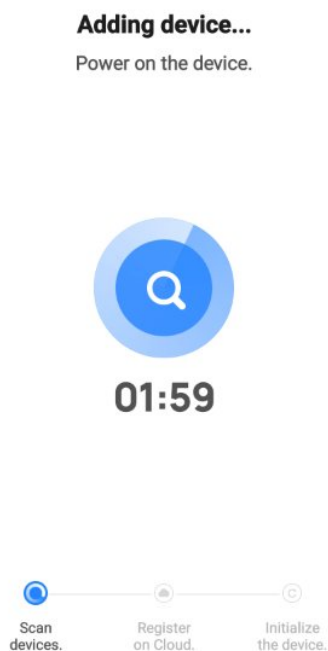 Adding device...
Power on the device.
01:59
Scan
devices.
Register
on Cloud.
Initialize
the device.